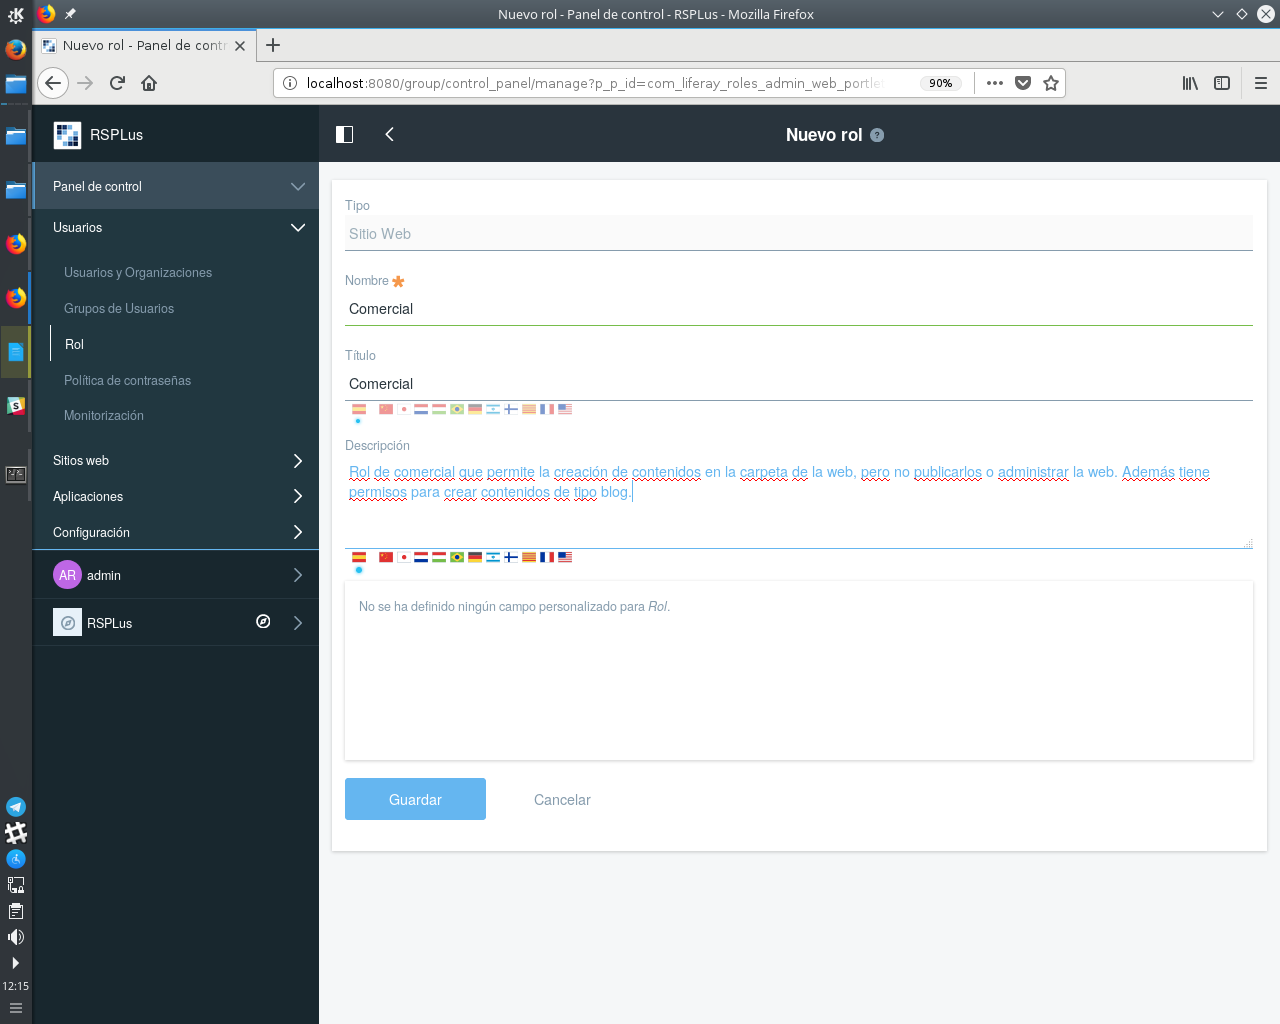 Nuevo rol - Panel de control - RSPLus - Mozilla Firefox
Nuevo rol - Panel de contr
localhost:8080/group/control_panel/manage?p_p_id=com_liferay_roles_admin_web_portle
90%
RSPLus
Nuevo rol
Panel de control
Usuarios
Usuarios y Organizaciones
Grupos de Usuarios
Rol
Política de contraseñas
Monitorización
Sitios web
Aplicaciones
Configuración
AR admin
RSPLus
Tipo
Sitio Web
Nombre
Comercial
Título
Comercial
Descripción
Rol de comercial que permite la creación de contenidos en la carpeta de la web, pero no publicarlos o administrar la web. Además tiene
permisos para crear contenidos de tipo blog.
No se ha definido ningún campo personalizado para Rol.
Guardar
Cancelar
12:15